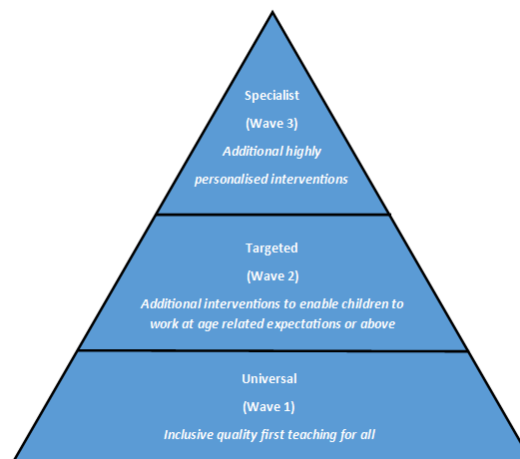 Specialist
(Wave 3)
Additional highly
personalised interventions
Targeted
(Wave 2)
Additional interventions to enable children to
work at age related expectations or above
Universal
(Wave 1)
Inclusive quality first teaching for all